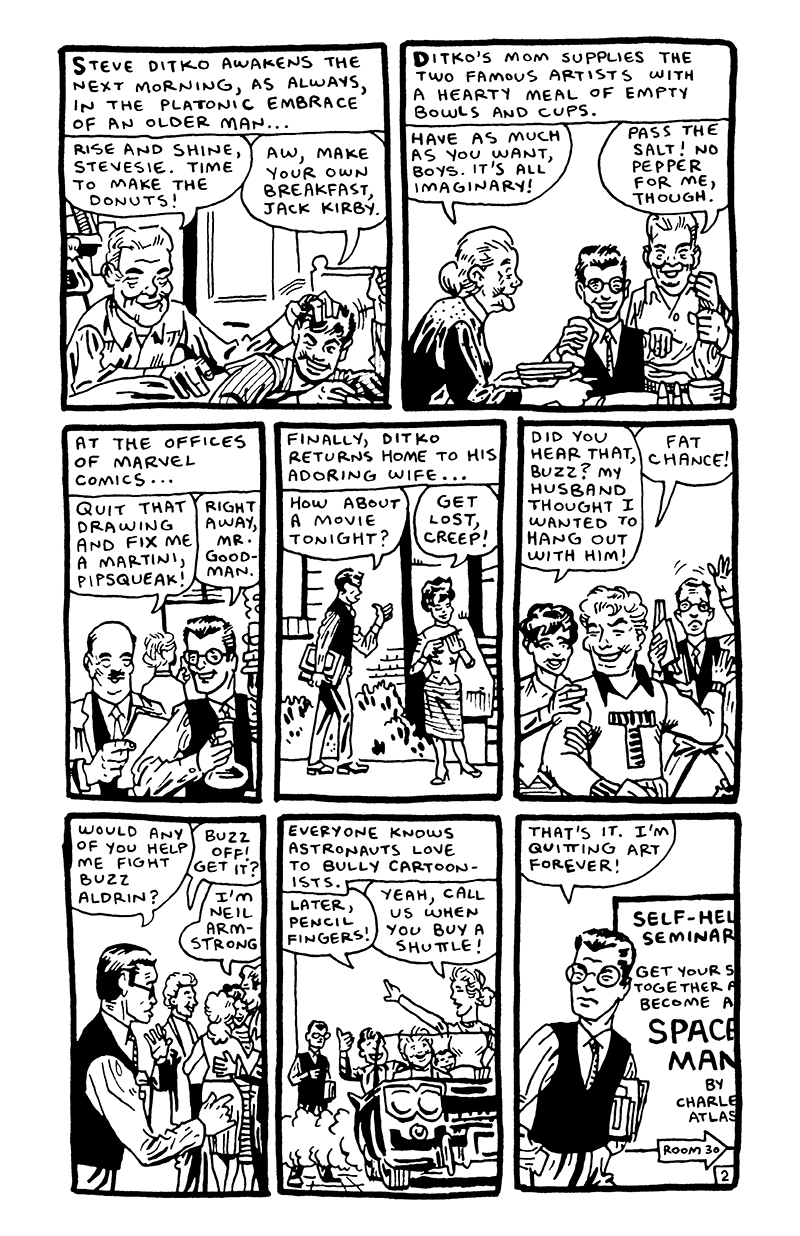 STEVE DITKO AWAKENS THE
NEXT MORNING, AS ALWAYS,
IN THE PLATONIC EMBRACE
OF AN OLDER MAN...
RISE AND SHINE,
STEVESIE. TIME
TO MAKE THE
DONUTS!
AW, MAKE
YOUR OWN
BREAKFAST,
JACK KIRBY.
DITKO'S MOM SUPPLIES THE
TWO FAMOUS ARTISTS WITH
A HEARTY MEAL OF EMPTY
BOWLS AND CUPS.
HAVE AS MUCH
AS YOU WANT,
BOYS. IT'S ALL
IMAGINARY!
PASS THE
SALT! NO
PEPPER
FOR ME,
THOUGH.
AT THE OFFICES
OF MARVEL
COMICS...
QUIT THAT
DRAWING
AND FIX ME
A MARTINI,
PIPSQUEAK!
RIGHT
AWAY,
MR.
GOOD-
MAN.
FINALLY, DITKO
RETURNS HOME TO HIS
ADORING WIFE...
HOW ABOUT
A MOVIE
TONIGHT?
GET
LOST,
CREEP!
DID YOU
HEAR THAT,
BUZZ? MY
HUSBAND
THOUGHT I
WANTED TO
HANG OUT
WITH HIM!
FAT
CHANCE!
T
WOULD ANY
OF YOU HELP
ME FIGHT
BUZZ
ALDRIN?
BUZZ
OFF!
GET IT?
I'M
NEIL
ARM-
STRONG
EVERYONE KNOWS
ASTRONAUTS LOVE
TO BULLY CARTOON-
ISTS.
LATER,
PENCIL
FINGERS!
YEAH, CALL
US WHEN
YOU BUY A
SHUTTLE!
THAT'S IT. I'M
QUITTING ART
FOREVER!
SELF-HEL
SEMINAR
GET YOUR S
TOGETHER A
BECOME A
SPACE
MAN
BY
CHARLE
ATLAS
ROOM 30
2